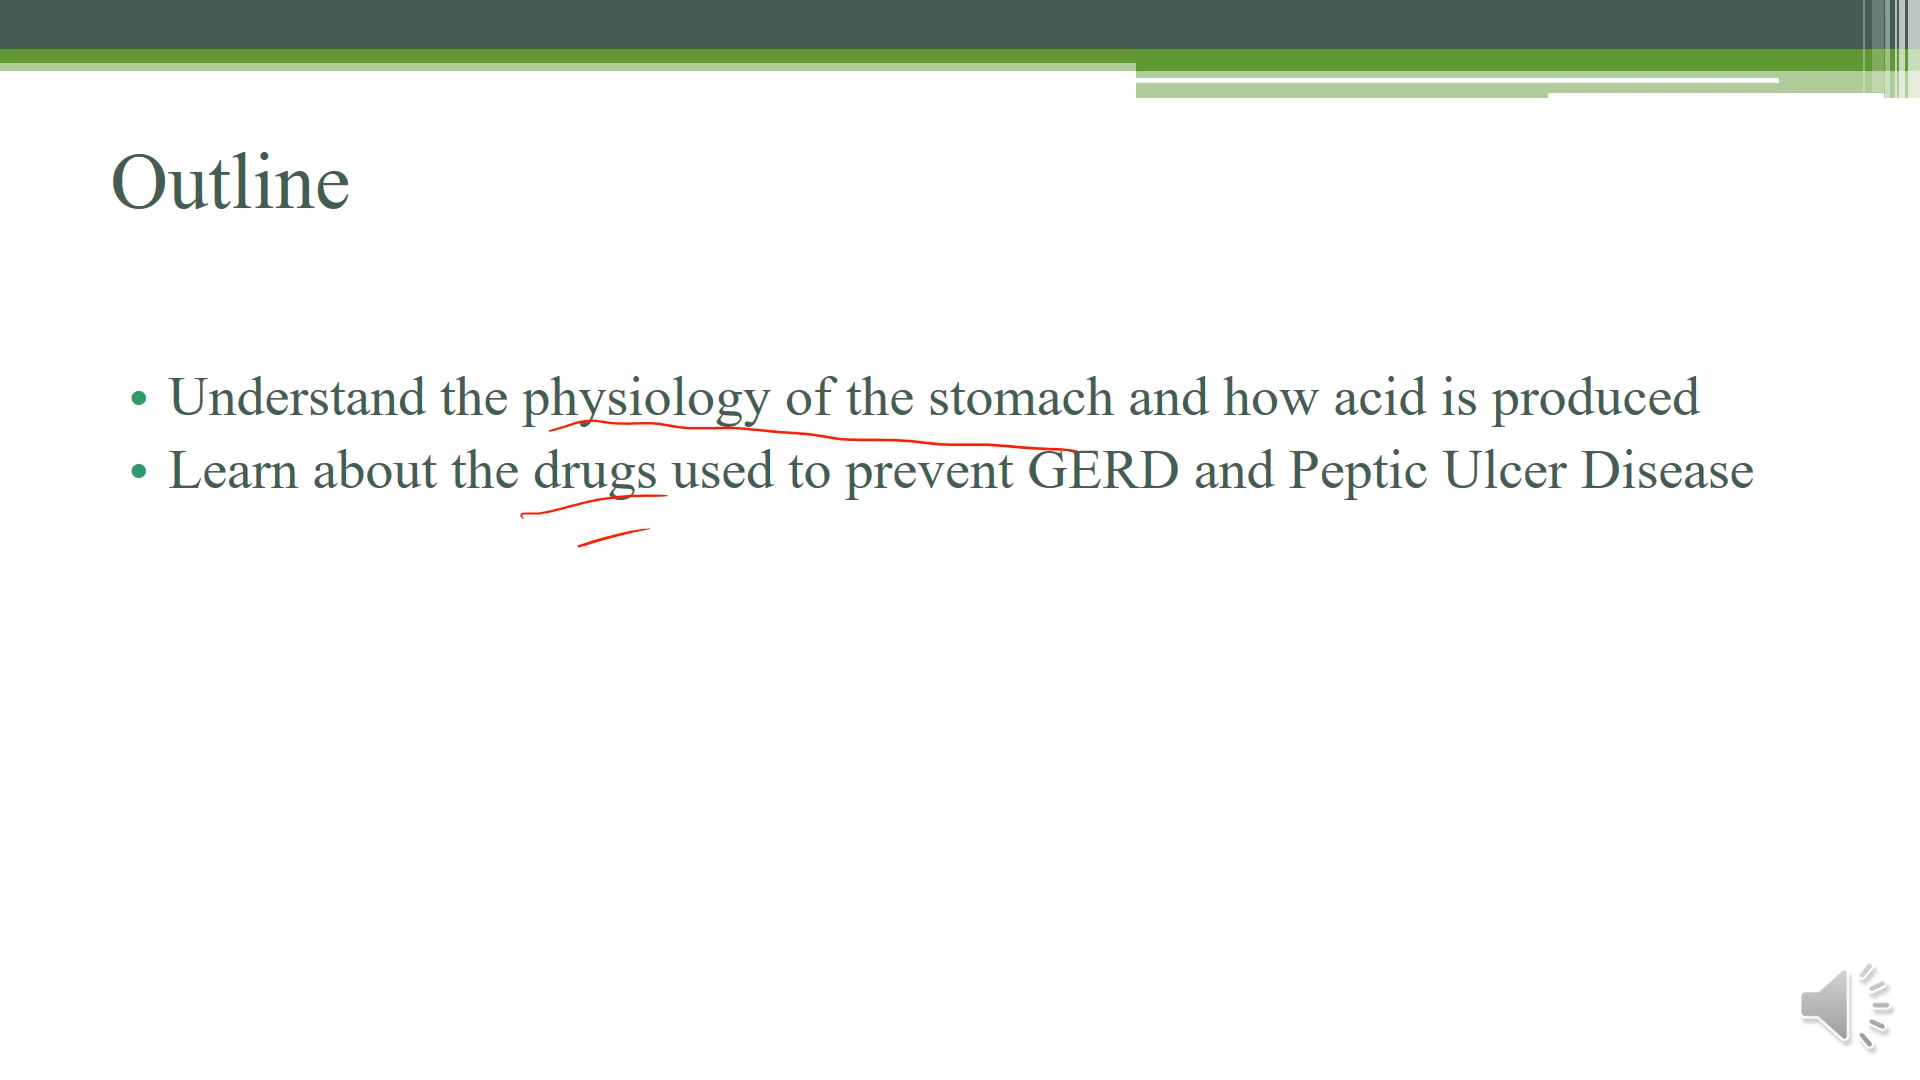 Outline
• Understand the physiology of the stomach and how acid is produced
• Learn about the drugs used to prevent GERD and Peptic Ulcer Disease